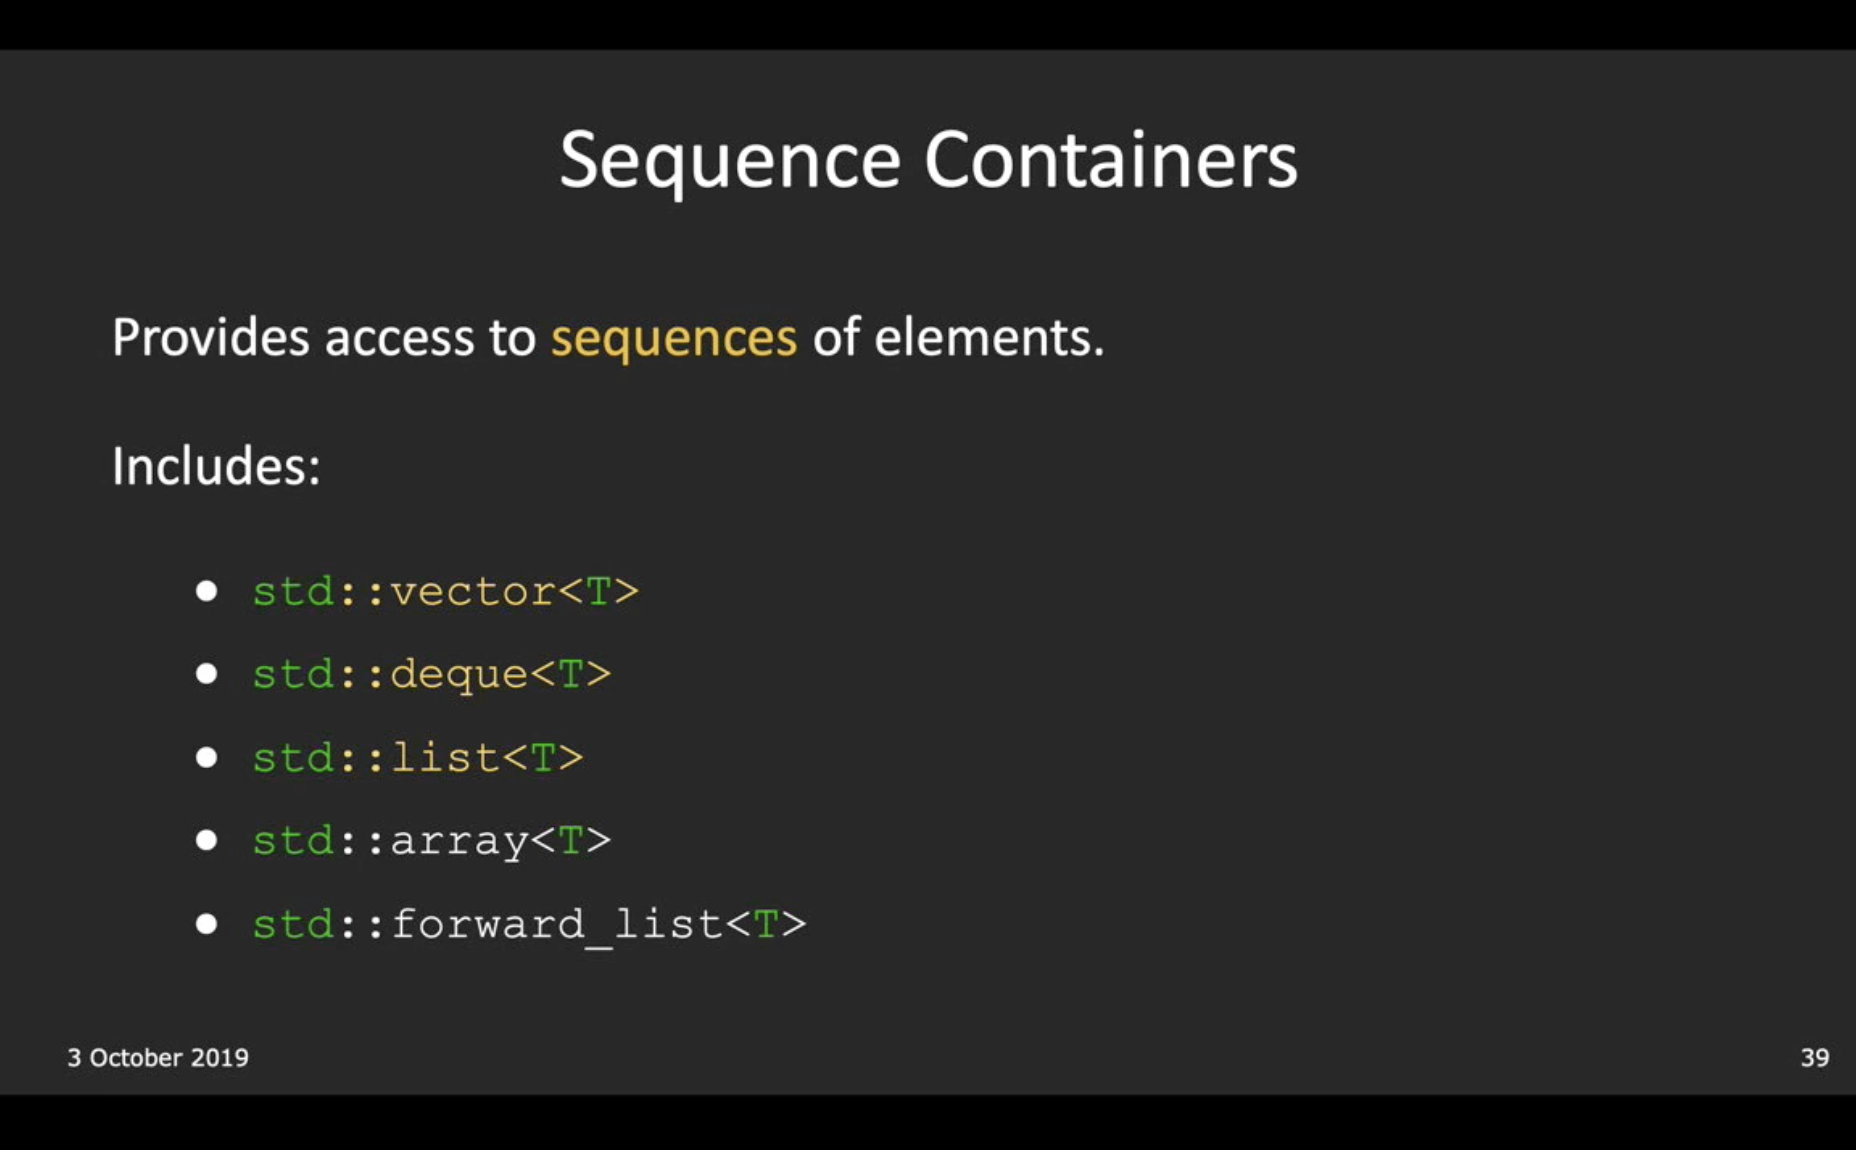 Sequence Containers
Provides access to sequences of elements.
Includes:
● std::vector<T>
● std::deque<T>
● std::list<T>
● std::array<T>
● std::forward_list<T>
3 October 2019
39